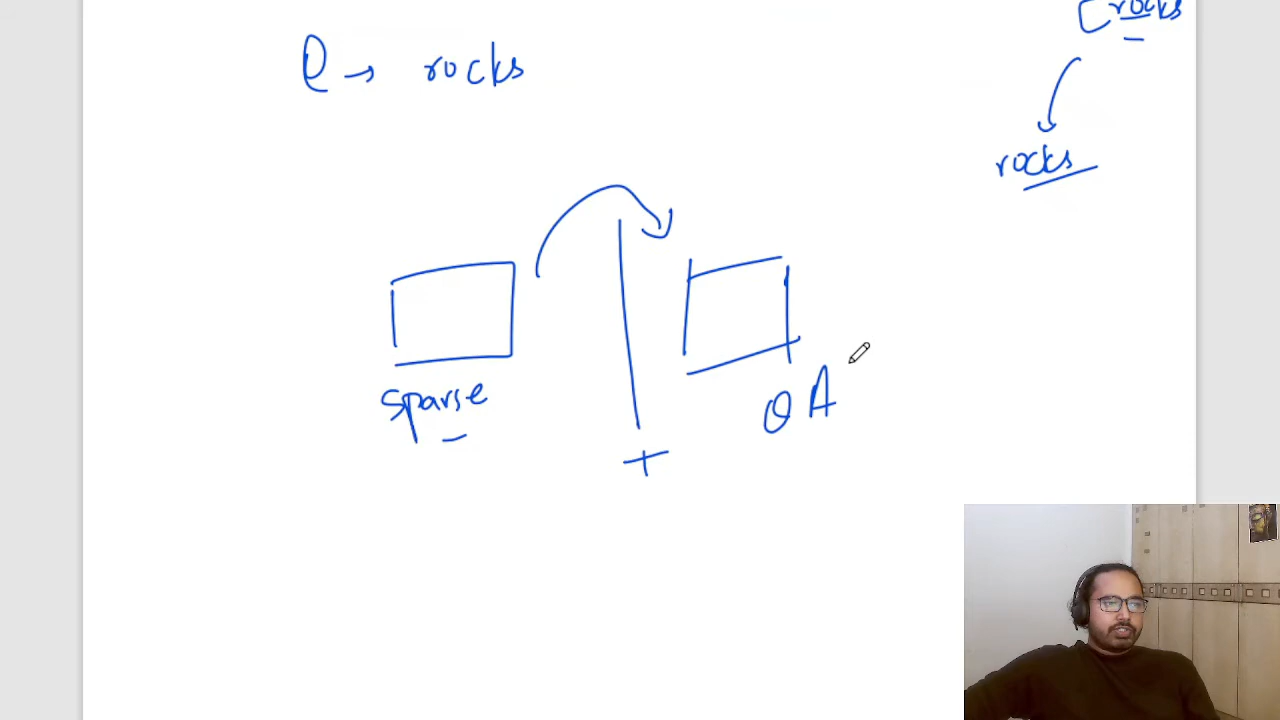 rocks
Q → rocks
rocks
sparse
+
QA